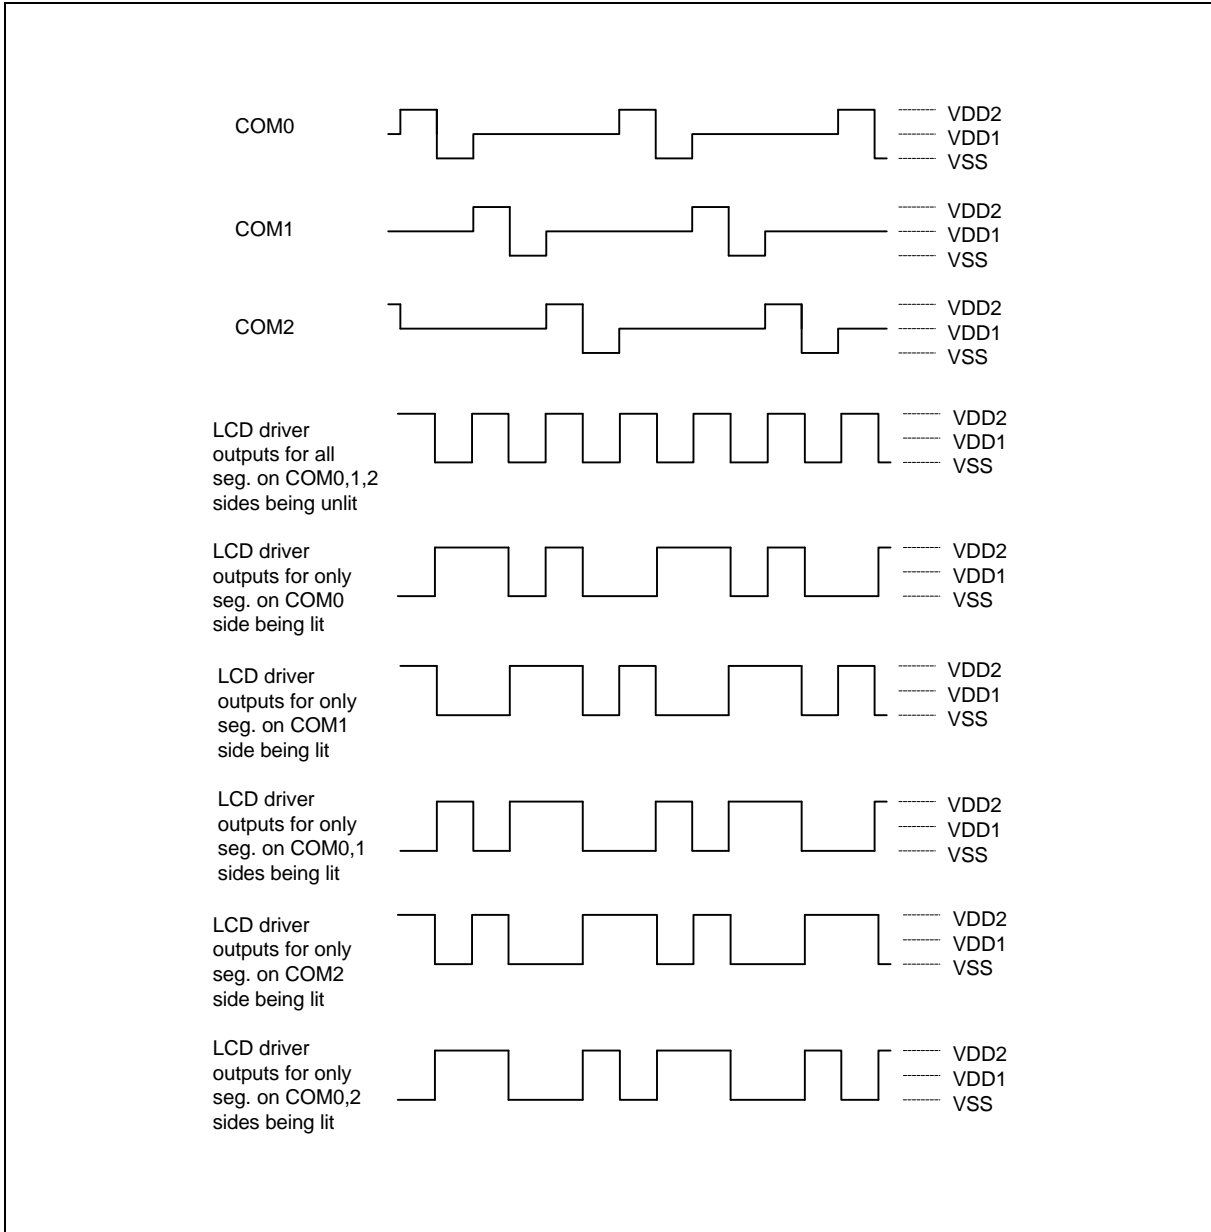 COM0
VDD2
VDD1
VSS
COM1
VDD2
VDD1
VSS
COM2
VDD2
VDD1
VSS
LCD driver
outputs for all
seg. on COM0,1,2
sides being unlit
VDD2
VDD1
VSS
LCD driver
outputs for only
seg. on COM0
side being lit
VDD2
VDD1
VSS
LCD driver
outputs for only
seg. on COM1
side being lit
VDD2
VDD1
VSS
LCD driver
outputs for only
seg. on COM0,1
sides being lit
VDD2
VDD1
VSS
LCD driver
outputs for only
seg. on COM2
side being lit
VDD2
VDD1
VSS
LCD driver
outputs for only
seg. on COM0,2
sides being lit
VDD2
VDD1
VSS